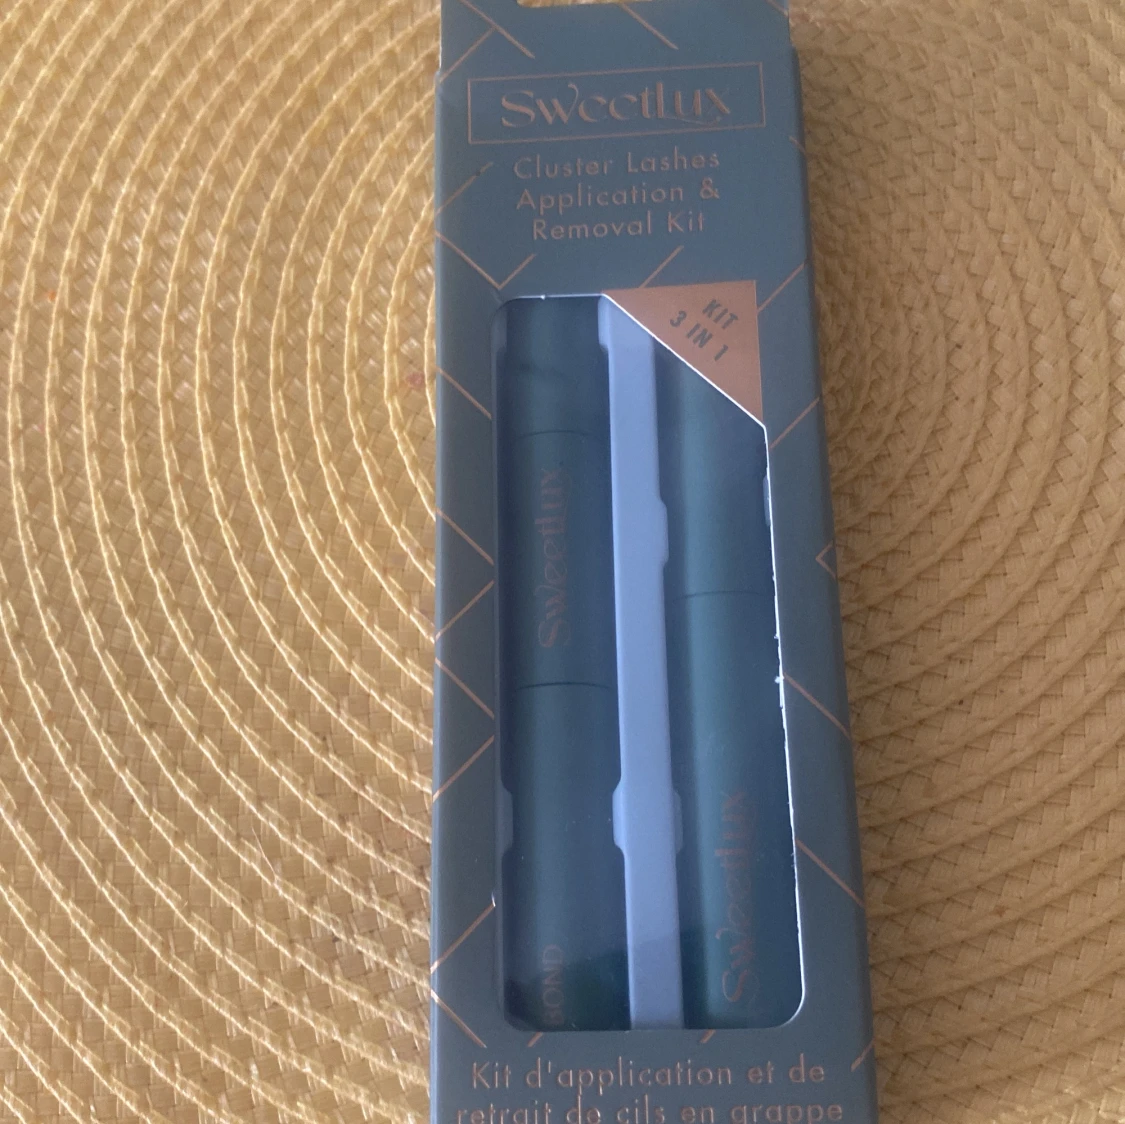 SweetLux
Cluster Lashes
Application &
Removal Kit
KIT
3 IN 1
SweetLux
BOND
SweetLux
Kit d'application et de
retrait de cils en grappe